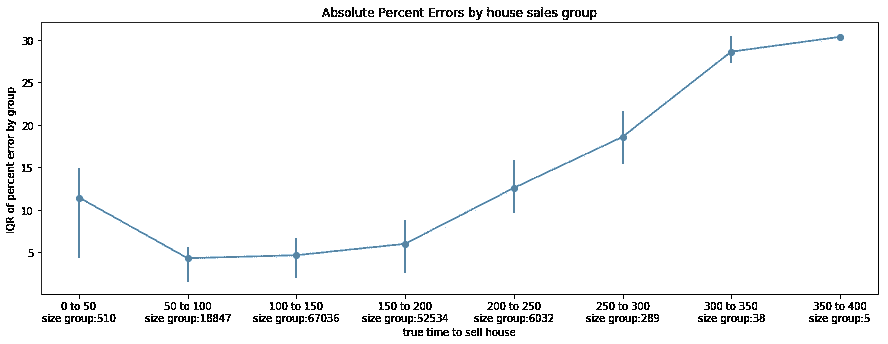 Absolute Percent Errors by house sales group
IQR of percent error by group
30
25
20
15
10
5
0 to 50 50 to 100 100 to 150 150 to 200 200 to 250 250 to 300 300 to 350 350 to 400
size group:510 size group:18847 size group:67036 size group:52534 size group:6032 size group:289 size group:38 size group:5
true time to sell house